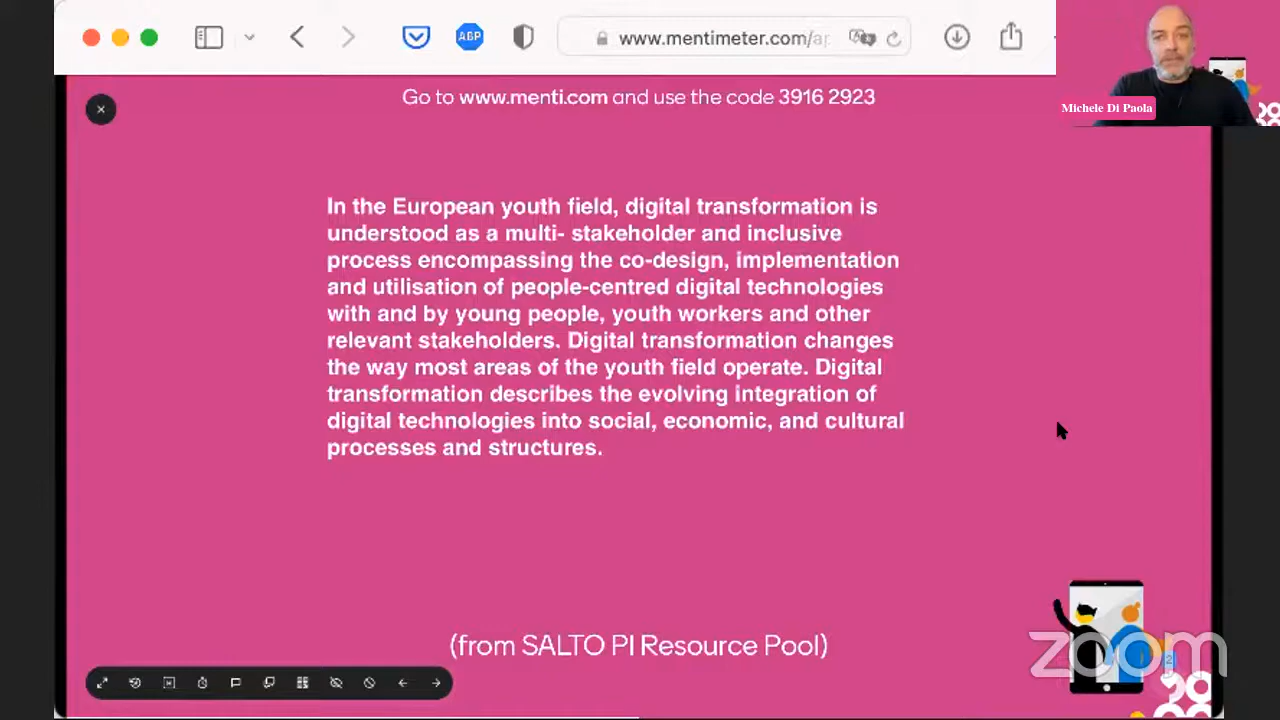 ABP
www.mentimeter.com/ap
Go to www.menti.com and use the code 3916 2923
Michele Di Paola
In the European youth field, digital transformation is
understood as a multi- stakeholder and inclusive
process encompassing the co-design, implementation
and utilisation of people-centred digital technologies
with and by young people, youth workers and other
relevant stakeholders. Digital transformation changes
the way most areas of the youth field operate. Digital
transformation describes the evolving integration of
digital technologies into social, economic, and cultural
processes and structures.
(from SALTO PI Resource Pool)
zoom